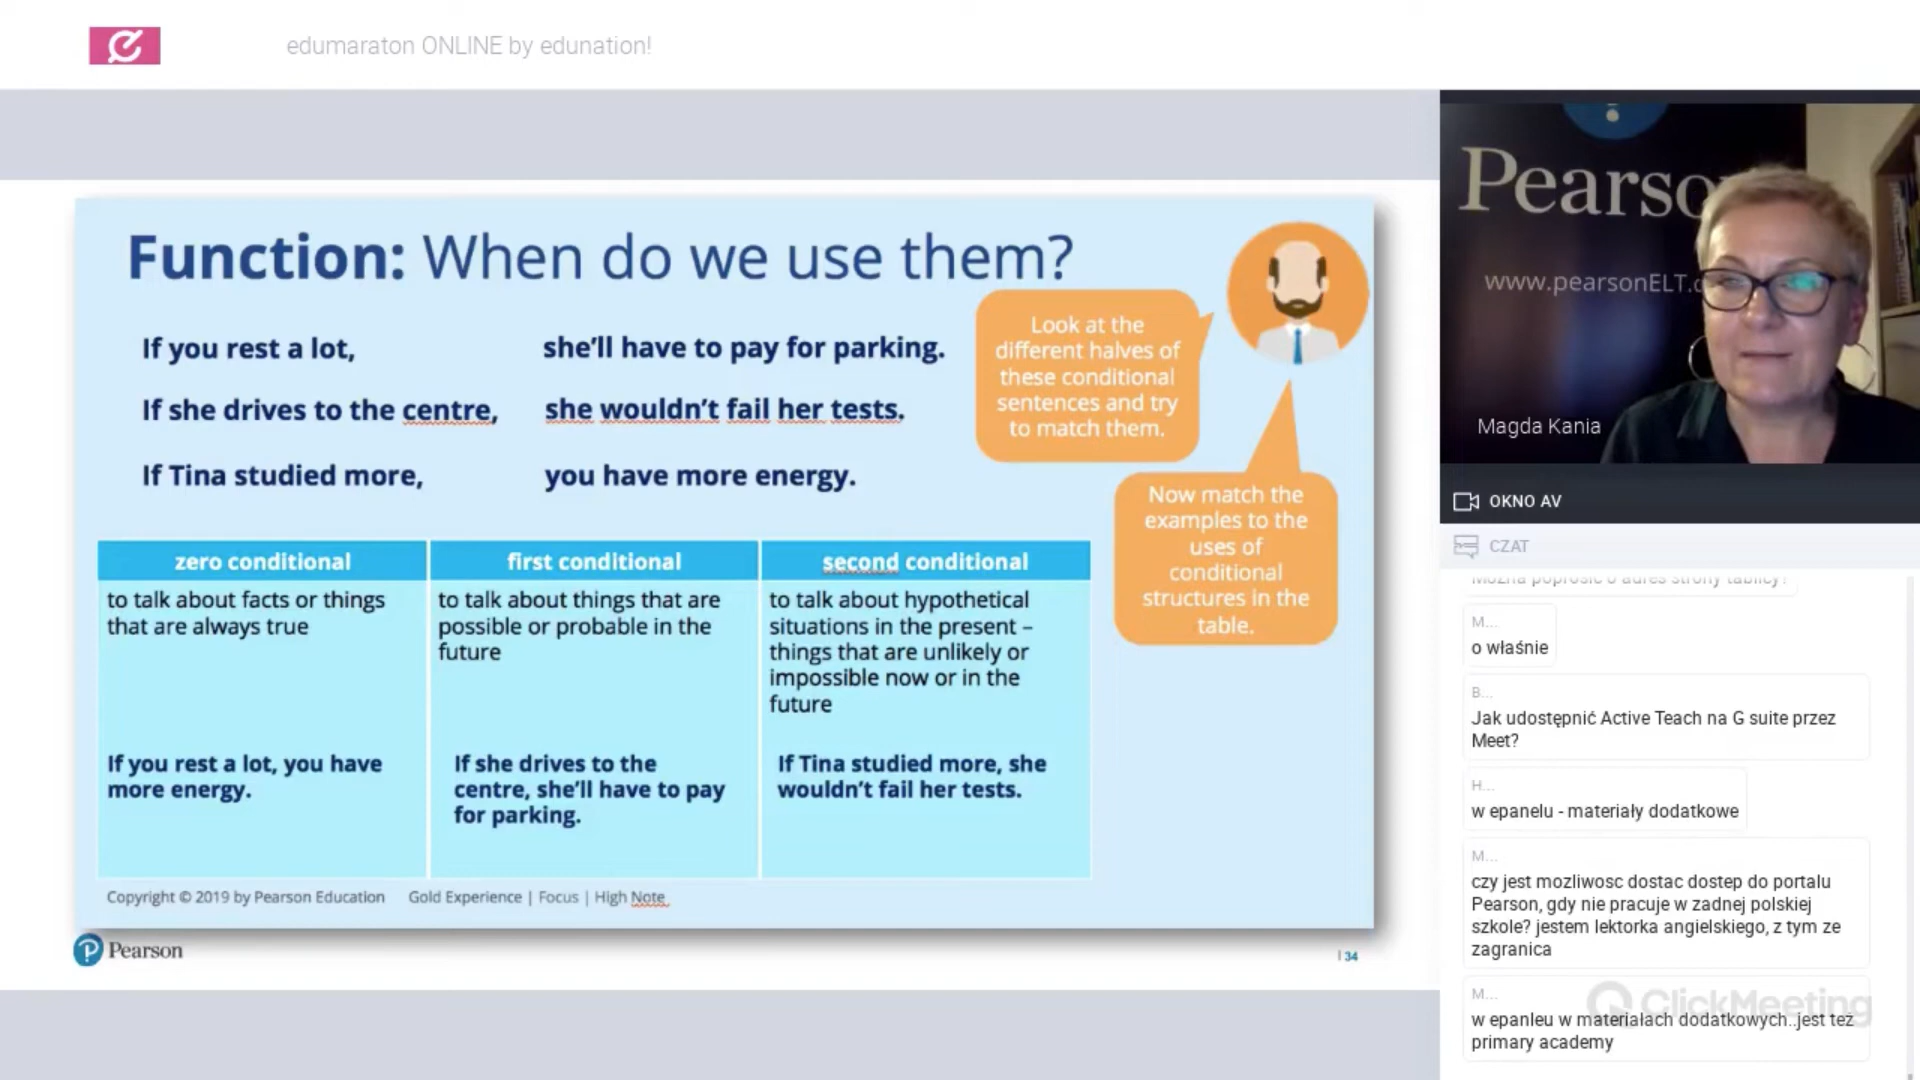 edumaraton ONLINE by edunation!
Function: When do we use them?
If you rest a lot,
she'll have to pay for parking.
If she drives to the centre,
she wouldn't fail her tests.
If Tina studied more,
you have more energy.
Look at the
different halves of
these conditional
sentences and try
to match them.
Now match the
examples to the
uses of
conditional
structures in the
table.
zero conditional
first conditional
second conditional
to talk about facts or things
that are always true
to talk about things that are
possible or probable in the
future
to talk about hypothetical
situations in the present –
things that are unlikely or
impossible now or in the
future
If you rest a lot, you have
more energy.
If she drives to the
centre, she'll have to pay
for parking.
If Tina studied more, she
wouldn't fail her tests.
Copyright © 2019 by Pearson Education
Gold Experience | Focus | High Note
Pearson
| 34
Pearso
www.pearsonELT.
Magda Kania
OKNO AV
CZAT
Można poprosić o adres strony tablicy?
M...
o właśnie
B...
Jak udostępnić Active Teach na G suite przez
Meet?
H...
w epanelu - materiały dodatkowe
M...
czy jest mozliwosc dostac dostep do portalu
Pearson, gdy nie pracuje w zadnej polskiej
szkole? jestem lektorka angielskiego, z tym ze
zagranica
M...
w epanleu w materiałach dodatkowych..jest też
primary academy
ClickMeeting